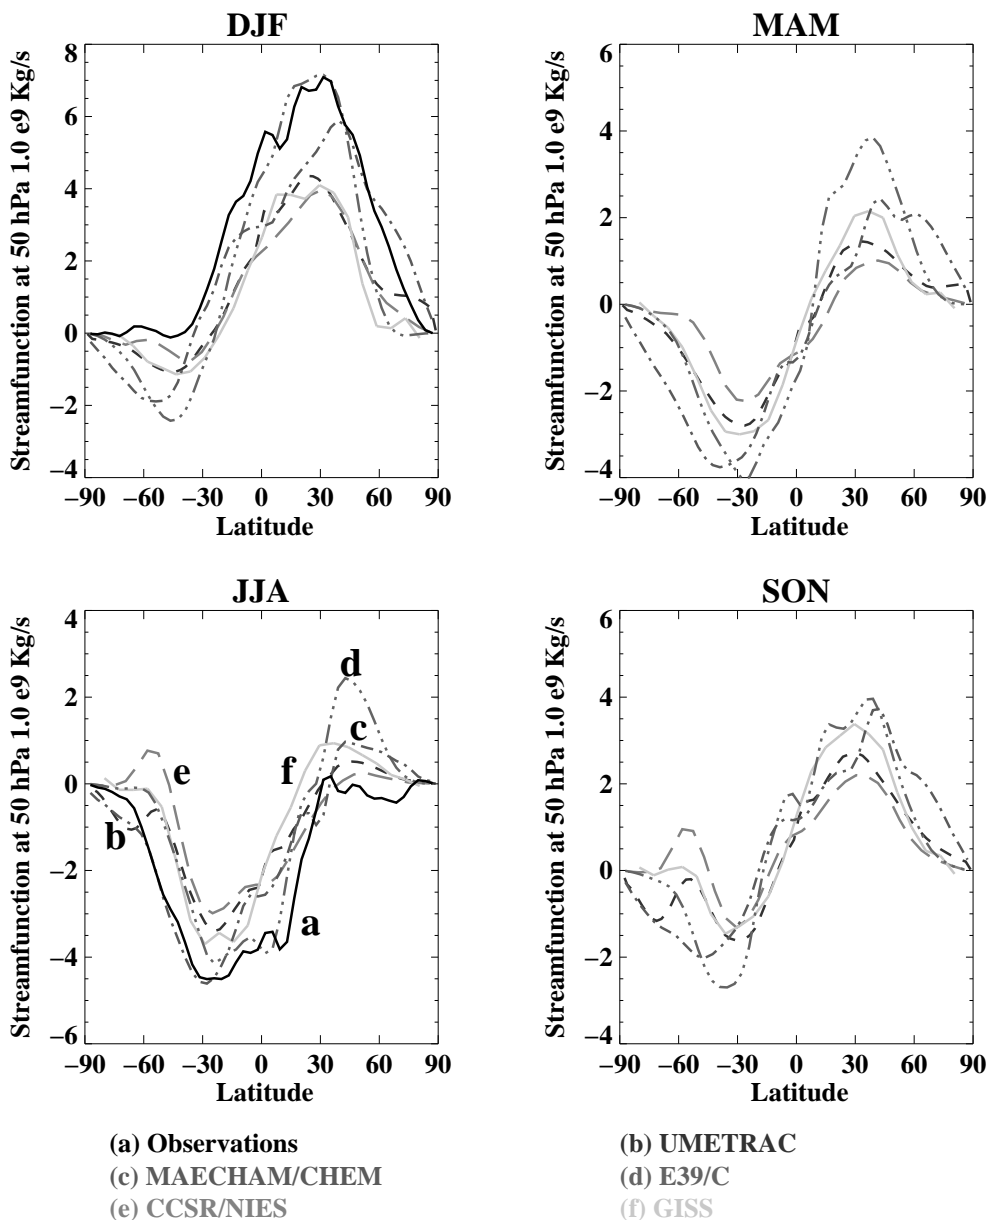 DJF
MAM
Streamfunction at 50 hPa 1.0 e9 Kg/s
8
6
4
2
0
−2
−4
−90 −60 −30 0 30 60 90
Latitude
Streamfunction at 50 hPa 1.0 e9 Kg/s
6
4
2
0
−2
−4
−90 −60 −30 0 30 60 90
Latitude
JJA
SON
Streamfunction at 50 hPa 1.0 e9 Kg/s
4
2
0
−2
−4
−6
−90 −60 −30 0 30 60 90
Latitude
d
c
e
f
b
a
Streamfunction at 50 hPa 1.0 e9 Kg/s
6
4
2
0
−2
−4
−90 −60 −30 0 30 60 90
Latitude
(a) Observations
(b) UMETRAC
(c) MAECHAM/CHEM
(d) E39/C
(e) CCSR/NIES
(f) GISS